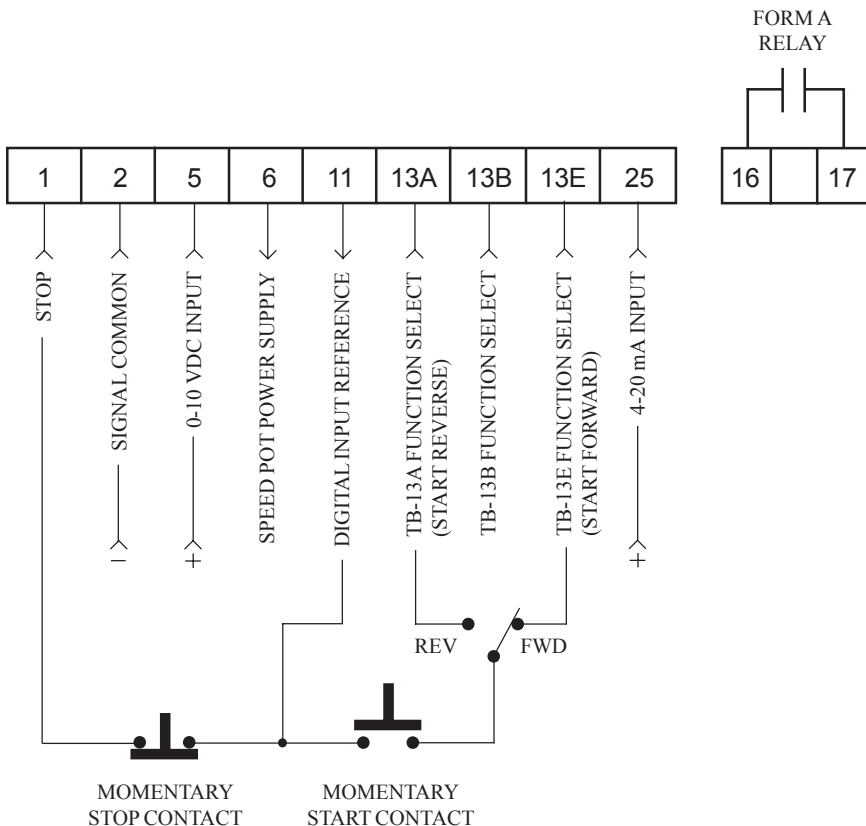 FORM A
RELAY
1 2 5 6 11 13A 13B 13E 25 16 17
STOP
SIGNAL COMMON
0-10 VDC INPUT
SPEED POT POWER SUPPLY
DIGITAL INPUT REFERENCE
TB-13A FUNCTION SELECT
(START REVERSE)
TB-13B FUNCTION SELECT
TB-13E FUNCTION SELECT
(START FORWARD)
4-20 mA INPUT
– + +
REV FWD
MOMENTARY
STOP CONTACT
MOMENTARY
START CONTACT